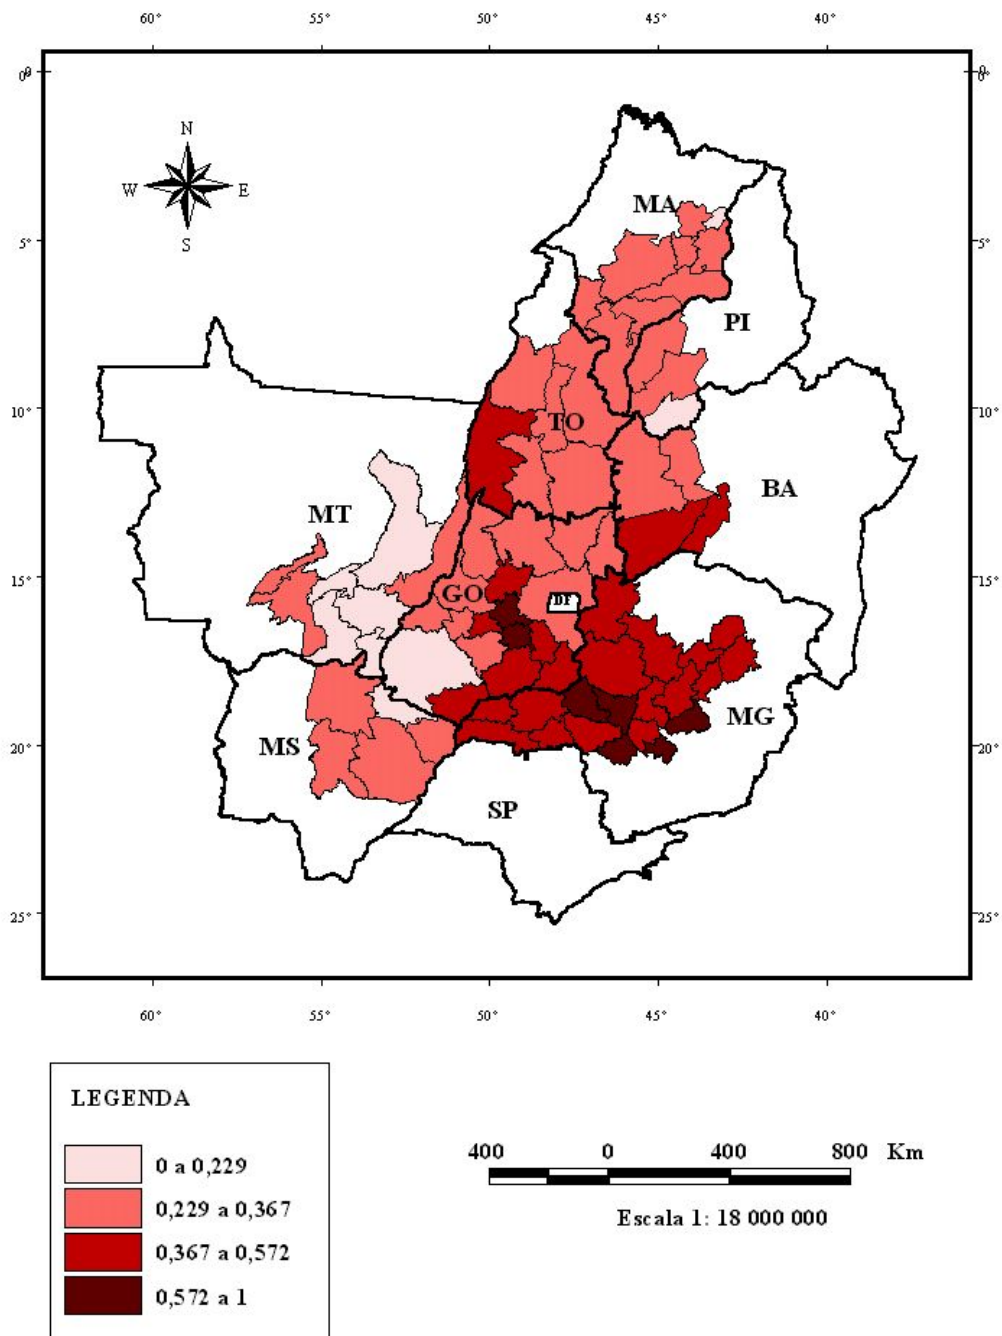 60° 55° 50° 45° 40°
0° 0°
N
W E
S
MA
5° 5°
PI
10° 10°
TO
BA
MT
15° 15°
GO DF
MG
MS
20° 20°
SP
25° 25°
60° 55° 50° 45° 40°
LEGENDA
0 a 0,229
0,229 a 0,367
0,367 a 0,572
0,572 a 1
400 0 400 800 Km
Escala 1: 18 000 000